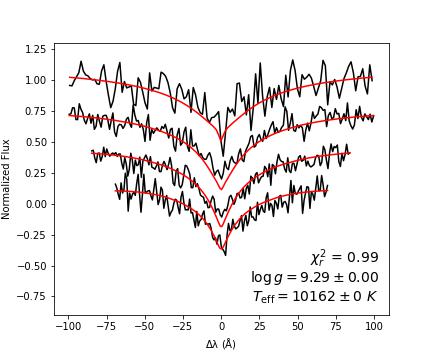 1.25
1.00
0.75
0.50
0.25
0.00
−0.25
−0.50
−0.75
Normalized Flux
χ²ᵣ = 0.99
log g = 9.29 ± 0.00
T_eff = 10162 ± 0 K
−100 −75 −50 −25 0 25 50 75 100
Δλ (Å)